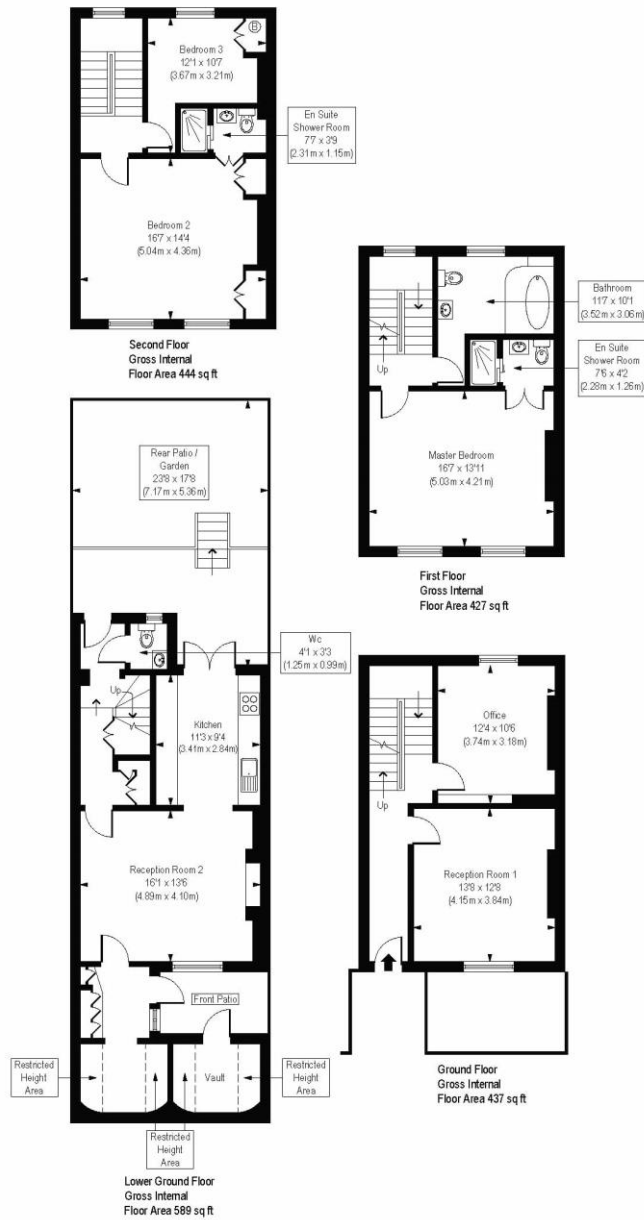 Bedroom 3
12'1 x 10'7
(3.67m x 3.21m)
B
En Suite
Shower Room
7'7 x 3'9
(2.31m x 1.15m)
Bedroom 2
16'7 x 14'4
(5.04m x 4.36m)
Second Floor
Gross Internal
Floor Area 444 sq ft
Bathroom
11'7 x 10'1
(3.52m x 3.06m)
Up
En Suite
Shower Room
7'6 x 4'2
(2.28m x 1.26m)
Master Bedroom
16'7 x 13'11
(5.03m x 4.21m)
First Floor
Gross Internal
Floor Area 427 sq ft
Rear Patio /
Garden
23'8 x 17'8
(7.17m x 5.36m)
Wc
4'1 x 3'3
(1.25m x 0.99m)
Up
Kitchen
11'3 x 9'4
(3.41m x 2.84m)
Reception Room 2
16'1 x 13'6
(4.89m x 4.10m)
Front Patio
Restricted
Height
Area
Vault
Restricted
Height
Area
Restricted
Height
Area
Lower Ground Floor
Gross Internal
Floor Area 589 sq ft
Office
12'4 x 10'6
(3.74m x 3.18m)
Up
Reception Room 1
13'8 x 12'8
(4.15m x 3.84m)
Ground Floor
Gross Internal
Floor Area 437 sq ft